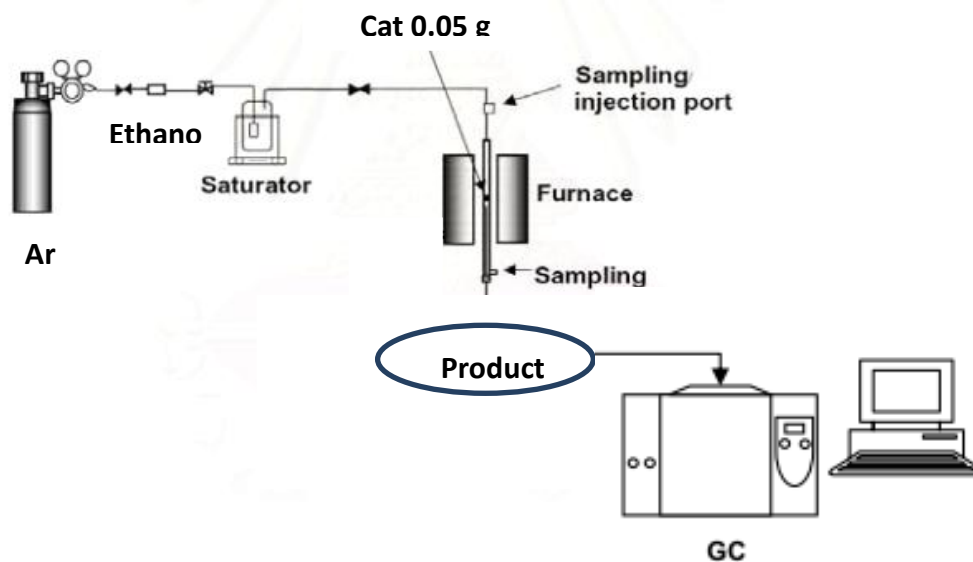 Cat 0.05 g
Sampling
injection port
Ethano
Saturator
Furnace
Ar
Sampling
Product
GC